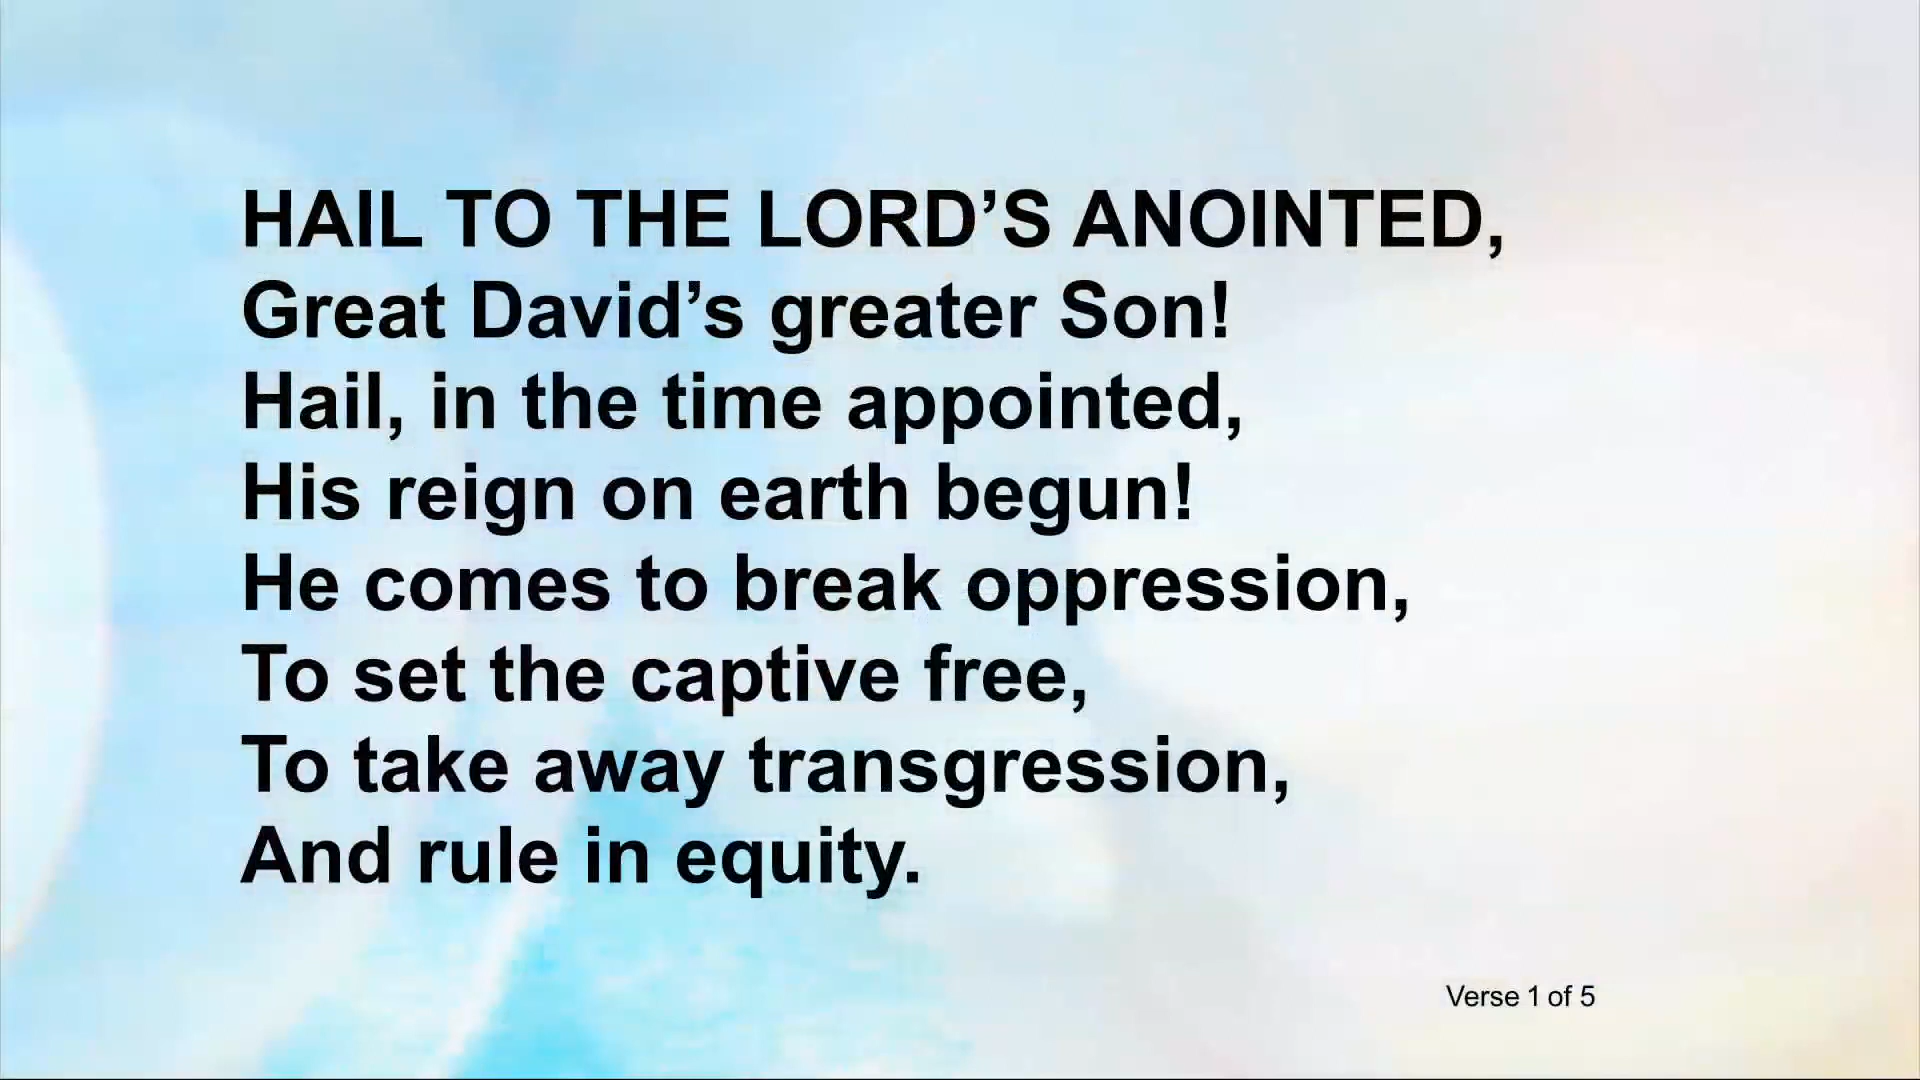 HAIL TO THE LORD’S ANOINTED,
Great David’s greater Son!
Hail, in the time appointed,
His reign on earth begun!
He comes to break oppression,
To set the captive free,
To take away transgression,
And rule in equity.
Verse 1 of 5